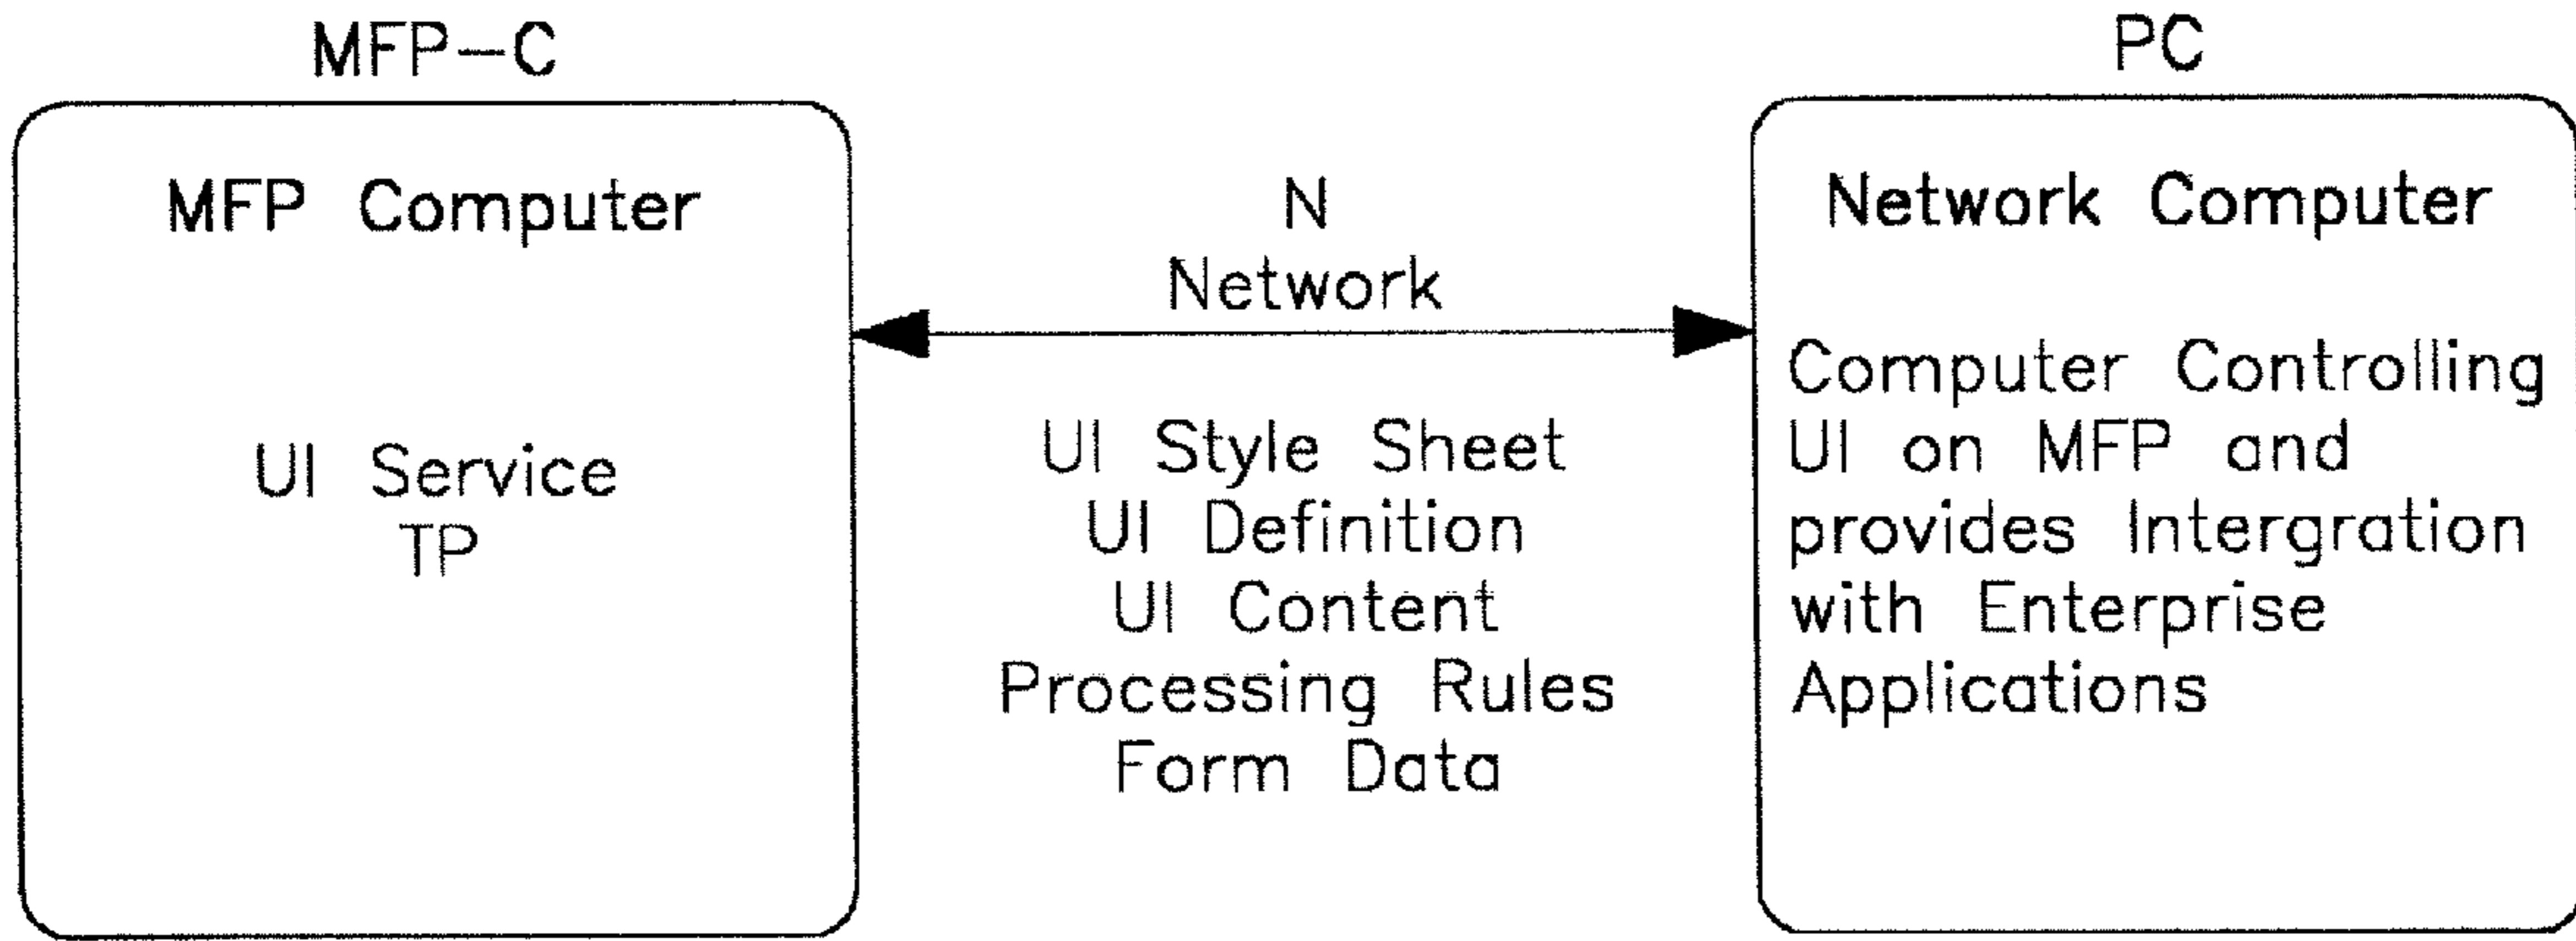 MFP-C
MFP Computer
UI Service
TP
N
Network
UI Style Sheet
UI Definition
UI Content
Processing Rules
Form Data
PC
Network Computer
Computer Controlling
UI on MFP and
provides Intergration
with Enterprise
Applications